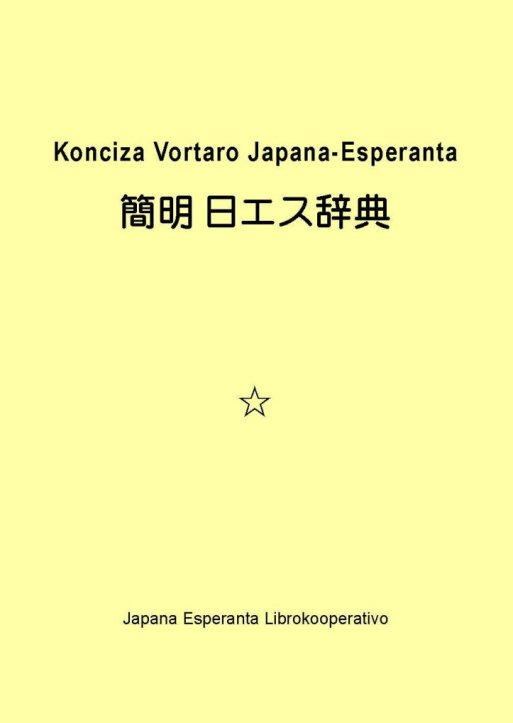 Konciza Vortaro Japana-Esperanta
簡明 日エス辞典
☆
Japana Esperanta Librokooperativo